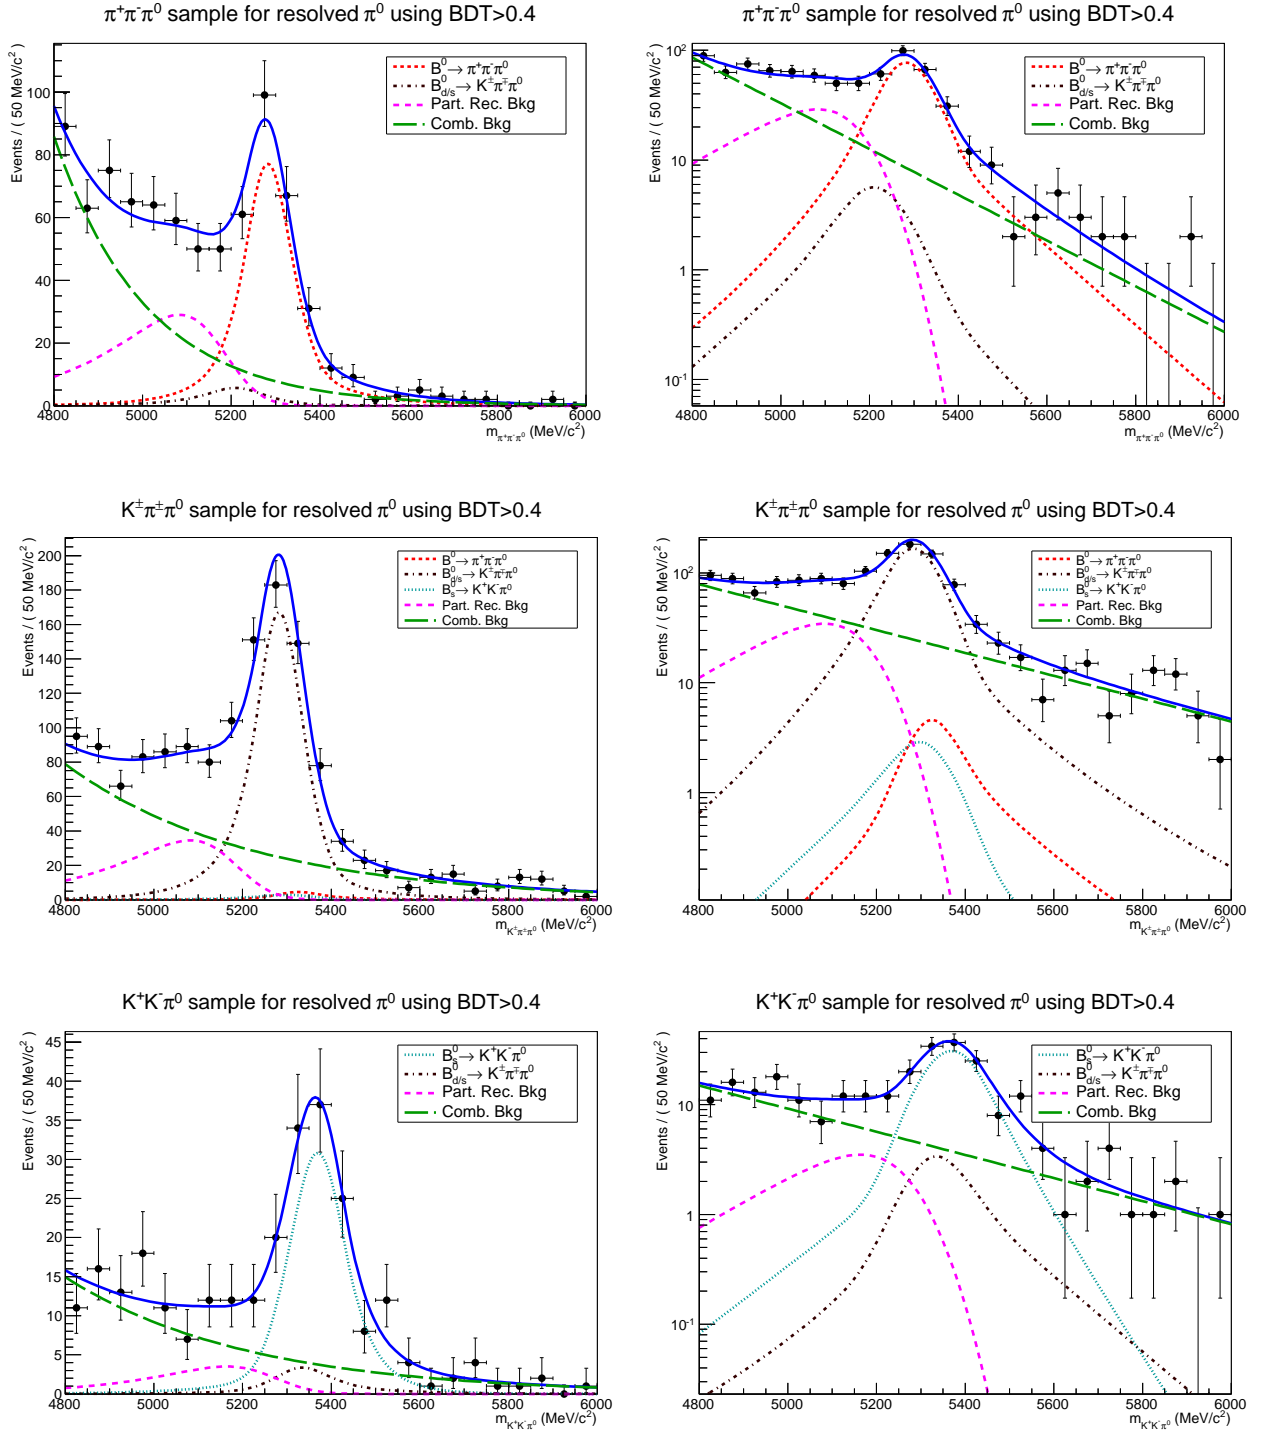 π⁺π⁻π⁰ sample for resolved π⁰ using BDT>0.4
Events / ( 50 MeV/c² )
100
80
60
40
20
0
B⁰→ π⁺π⁻π⁰
B⁰d/s→ K±π∓π⁰
Part. Rec. Bkg
Comb. Bkg
4800 5000 5200 5400 5600 5800 6000
mπ⁺π⁻π⁰ (MeV/c²)
π⁺π⁻π⁰ sample for resolved π⁰ using BDT>0.4
Events / ( 50 MeV/c² )
10²
10
1
10⁻¹
B⁰→ π⁺π⁻π⁰
B⁰d/s→ K±π∓π⁰
Part. Rec. Bkg
Comb. Bkg
4800 5000 5200 5400 5600 5800 6000
mπ⁺π⁻π⁰ (MeV/c²)
K±π±π⁰ sample for resolved π⁰ using BDT>0.4
Events / ( 50 MeV/c² )
200
180
160
140
120
100
80
60
40
20
0
B⁰→ π⁺π⁻π⁰
B⁰d/s→ K±π∓π⁰
B⁰s→ K⁺K⁻π⁰
Part. Rec. Bkg
Comb. Bkg
4800 5000 5200 5400 5600 5800 6000
mK±π±π⁰ (MeV/c²)
K±π±π⁰ sample for resolved π⁰ using BDT>0.4
Events / ( 50 MeV/c² )
10²
10
1
B⁰→ π⁺π⁻π⁰
B⁰d/s→ K±π∓π⁰
B⁰s→ K⁺K⁻π⁰
Part. Rec. Bkg
Comb. Bkg
4800 5000 5200 5400 5600 5800 6000
mK±π±π⁰ (MeV/c²)
K⁺K⁻π⁰ sample for resolved π⁰ using BDT>0.4
Events / ( 50 MeV/c² )
45
40
35
30
25
20
15
10
5
0
B⁰s→ K⁺K⁻π⁰
B⁰d/s→ K±π∓π⁰
Part. Rec. Bkg
Comb. Bkg
4800 5000 5200 5400 5600 5800 6000
mK⁺K⁻π⁰ (MeV/c²)
K⁺K⁻π⁰ sample for resolved π⁰ using BDT>0.4
Events / ( 50 MeV/c² )
10
1
10⁻¹
B⁰s→ K⁺K⁻π⁰
B⁰d/s→ K±π∓π⁰
Part. Rec. Bkg
Comb. Bkg
4800 5000 5200 5400 5600 5800 6000
mK⁺K⁻π⁰ (MeV/c²)